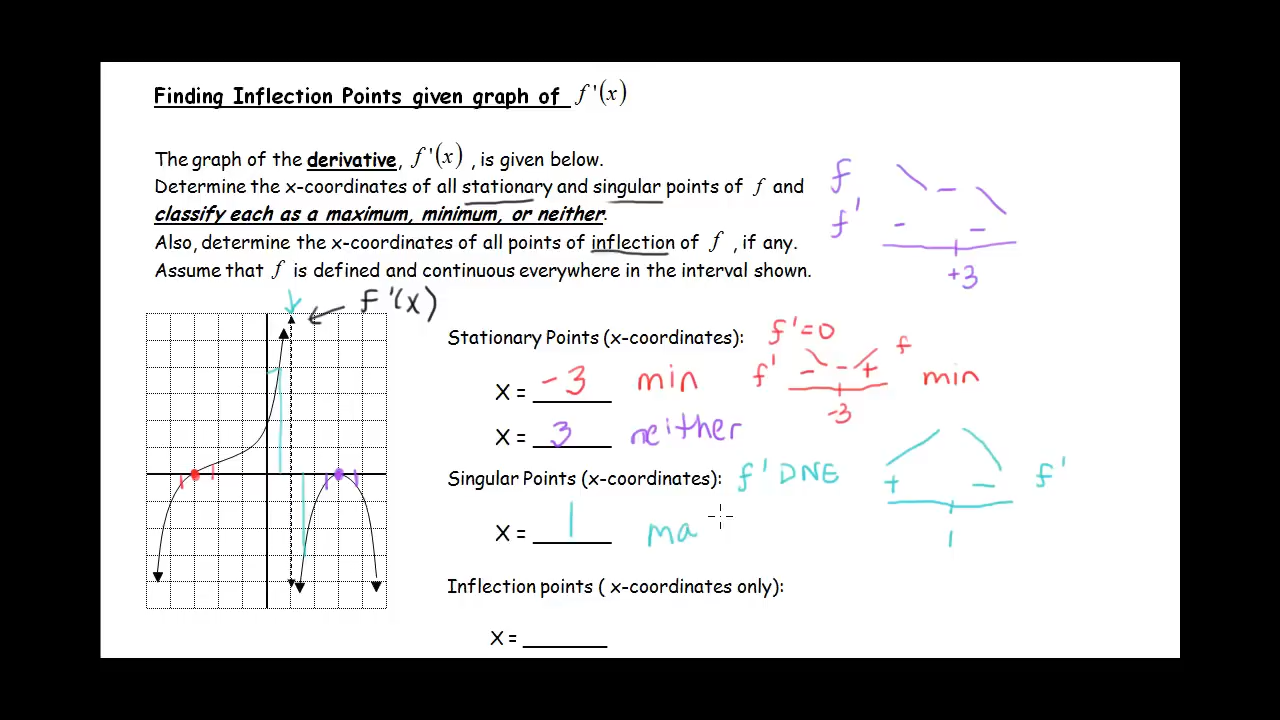 Finding Inflection Points given graph of f '(x)
The graph of the derivative, f '(x) , is given below.
Determine the x-coordinates of all stationary and singular points of f and
classify each as a maximum, minimum, or neither.
Also, determine the x-coordinates of all points of inflection of f , if any.
Assume that f is defined and continuous everywhere in the interval shown.
f
f' - -
+3
f'(x)
Stationary Points (x-coordinates): f'=0
f
X = -3 min f' - - + min
-3
X = 3 neither
Singular Points (x-coordinates): f' DNE + - f'
X = 1 ma
1
Inflection points ( x-coordinates only):
X = ______